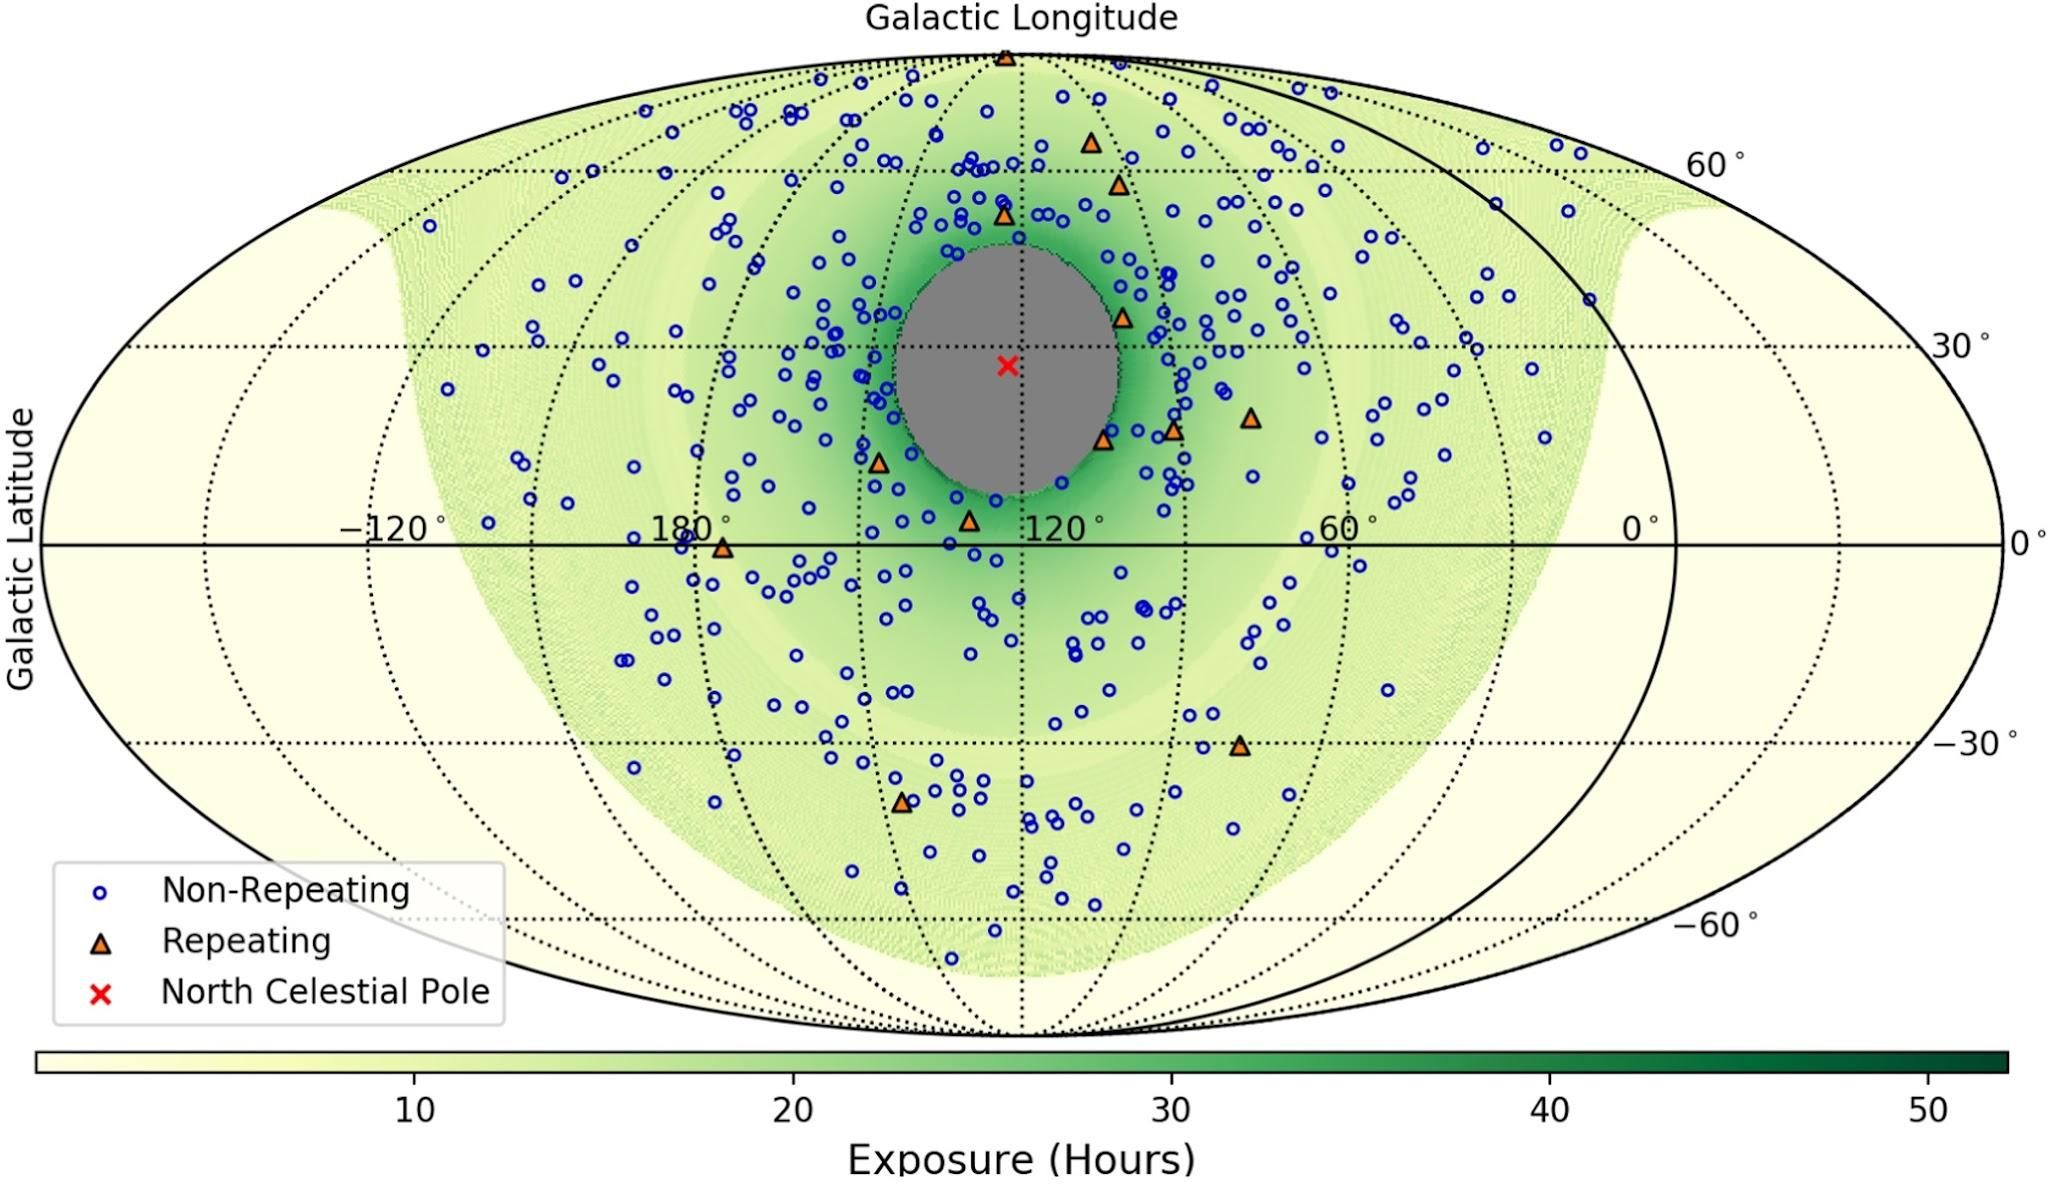 Galactic Longitude
60°
30°
Galactic Latitude
−120° 180° 120° 60° 0° 0°
−30°
−60°
Non-Repeating
Repeating
North Celestial Pole
10 20 30 40 50
Exposure (Hours)